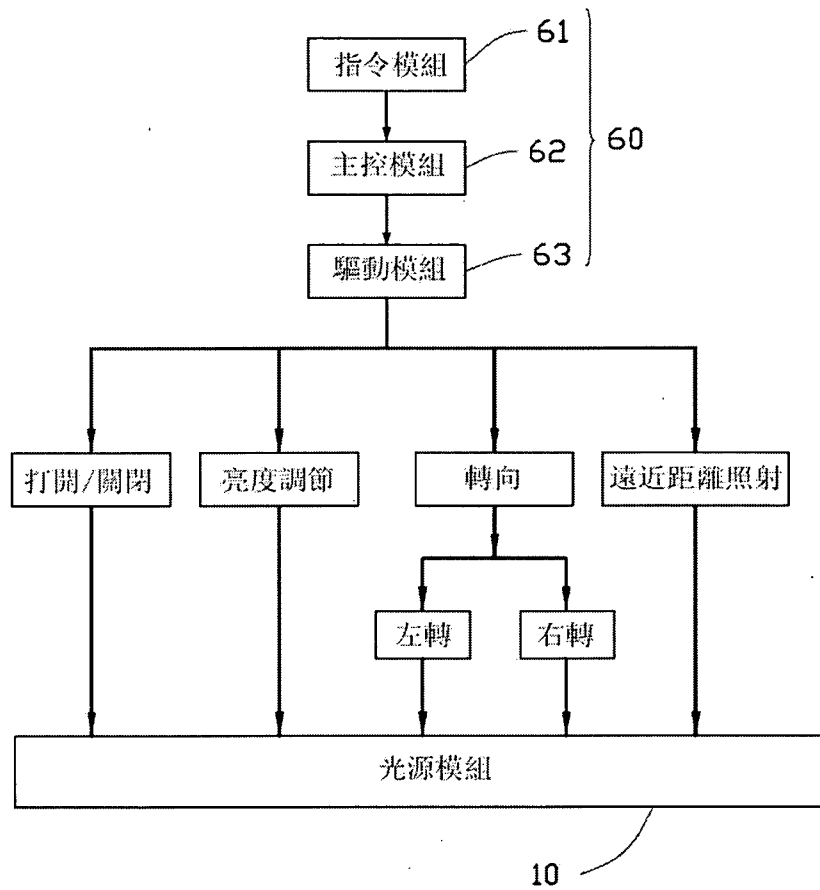 指令模組
61
主控模組
62
60
驅動模組
63
打開/關閉
亮度調節
轉向
遠近距離照射
左轉
右轉
光源模組
10